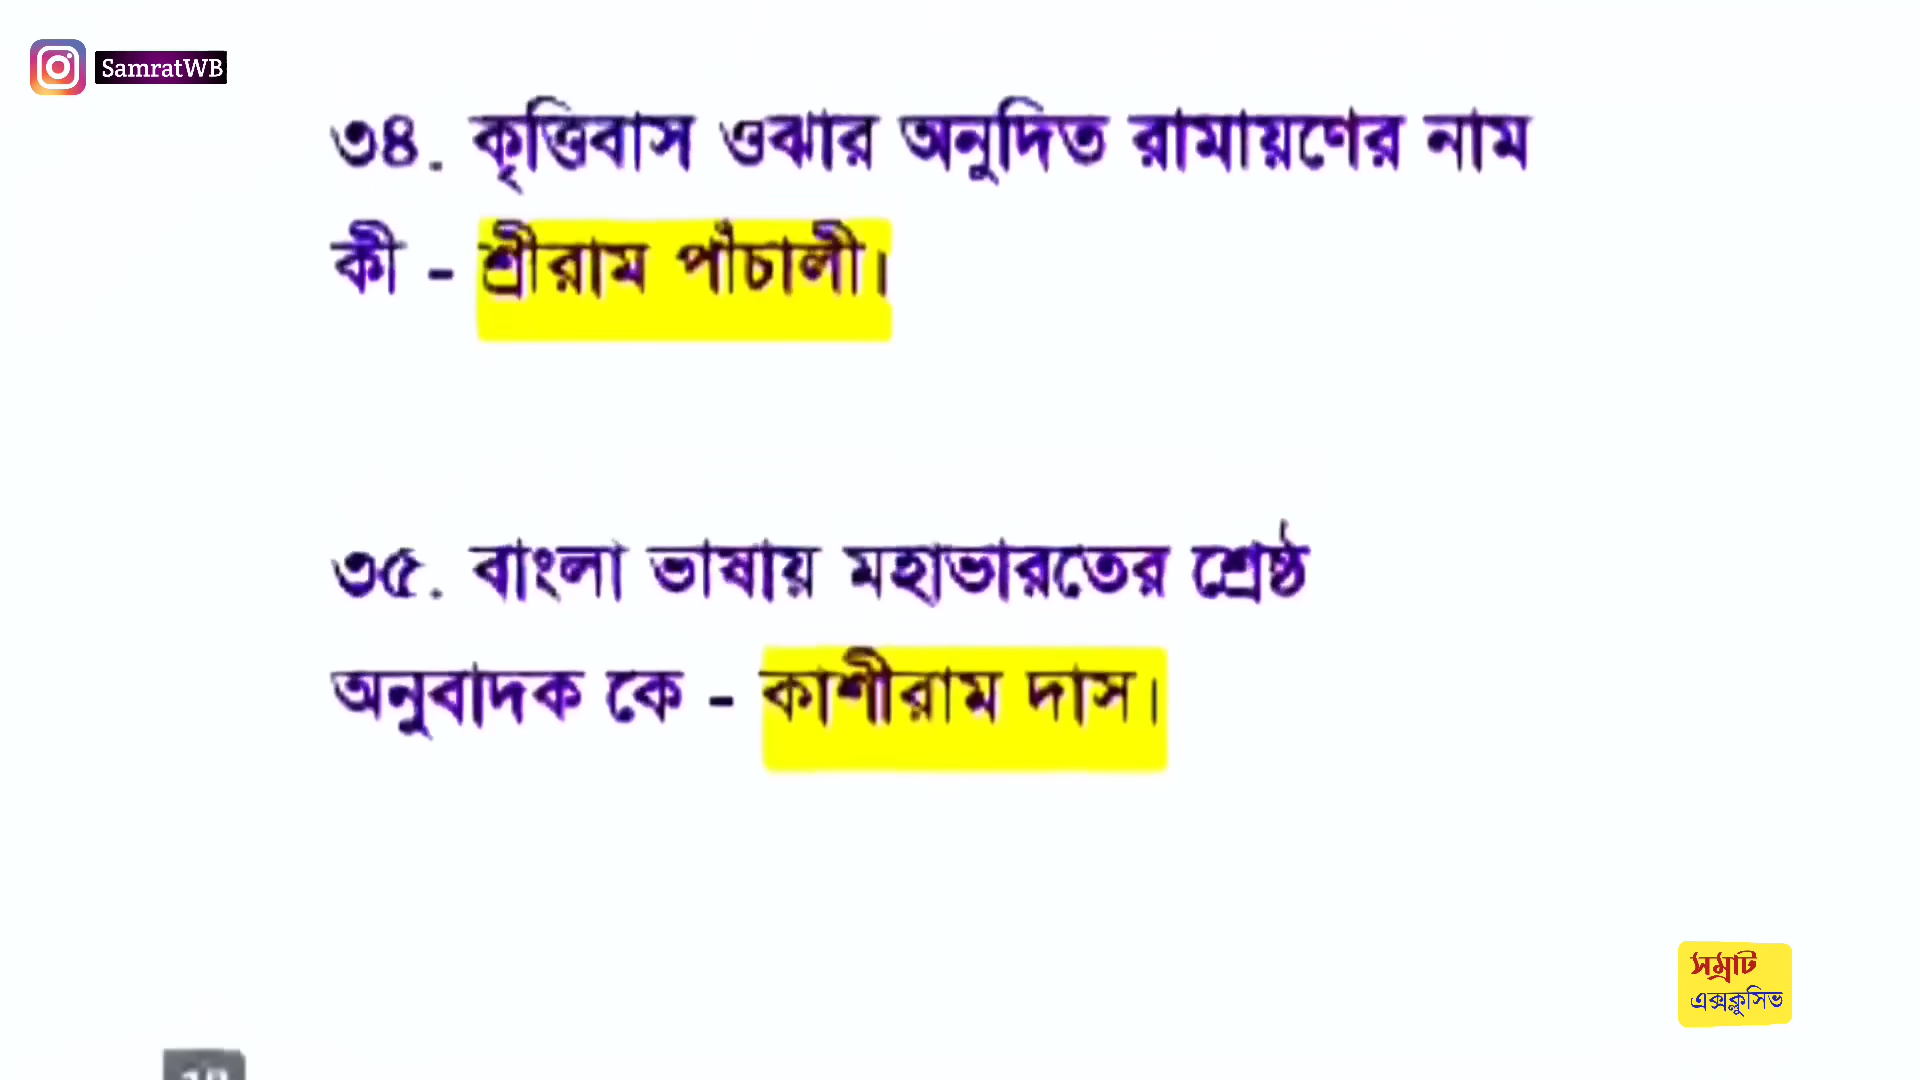 SamratWB
৩৪. কৃত্তিবাস ওঝার অনুদিত রামায়ণের নাম
কী - শ্রীরাম পাঁচালী।
৩৫. বাংলা ভাষায় মহাভারতের শ্রেষ্ঠ
অনুবাদক কে - কাশীরাম দাস।
সম্রাট
এক্সক্লুসিভ